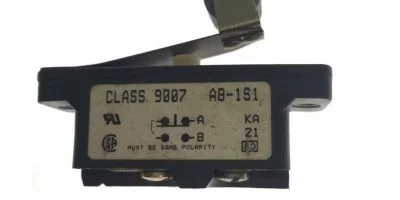 CLASS 9007 AB-1S1
A KA
B 21
MUST BE SAME POLARITY